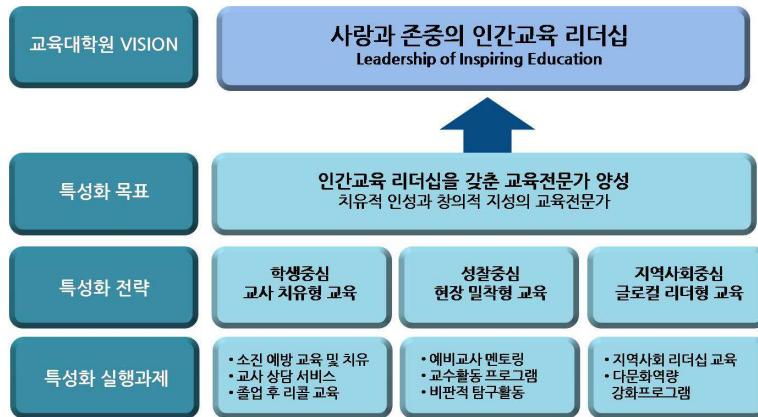 교육대학원 VISION
사랑과 존중의 인간교육 리더십
Leadership of Inspiring Education
특성화 목표
인간교육 리더십을 갖춘 교육전문가 양성
치유적 인성과 창의적 지성의 교육전문가
특성화 전략
학생중심
교사 치유형 교육
성찰중심
현장 밀착형 교육
지역사회중심
글로컬 리더형 교육
특성화 실행과제
• 소진 예방 교육 및 치유
• 교사 상담 서비스
• 졸업 후 리콜 교육
• 예비교사 멘토링
• 교수활동 프로그램
• 비판적 탐구활동
• 지역사회 리더십 교육
• 다문화역량
강화프로그램